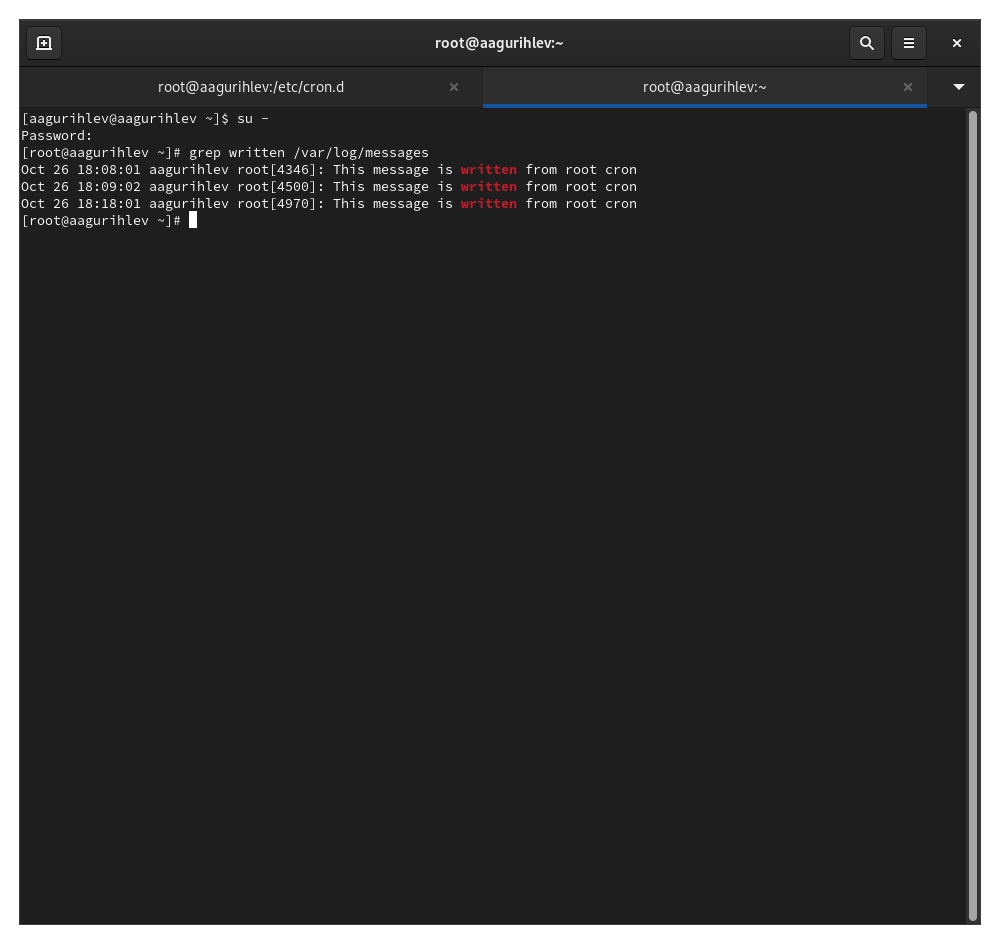 root@aagurihlev:~
root@aagurihlev:/etc/cron.d
root@aagurihlev:~
[aagurihlev@aagurihlev ~]$ su -
Password:
[root@aagurihlev ~]# grep written /var/log/messages
Oct 26 18:08:01 aagurihlev root[4346]: This message is written from root cron
Oct 26 18:09:02 aagurihlev root[4500]: This message is written from root cron
Oct 26 18:18:01 aagurihlev root[4970]: This message is written from root cron
[root@aagurihlev ~]#